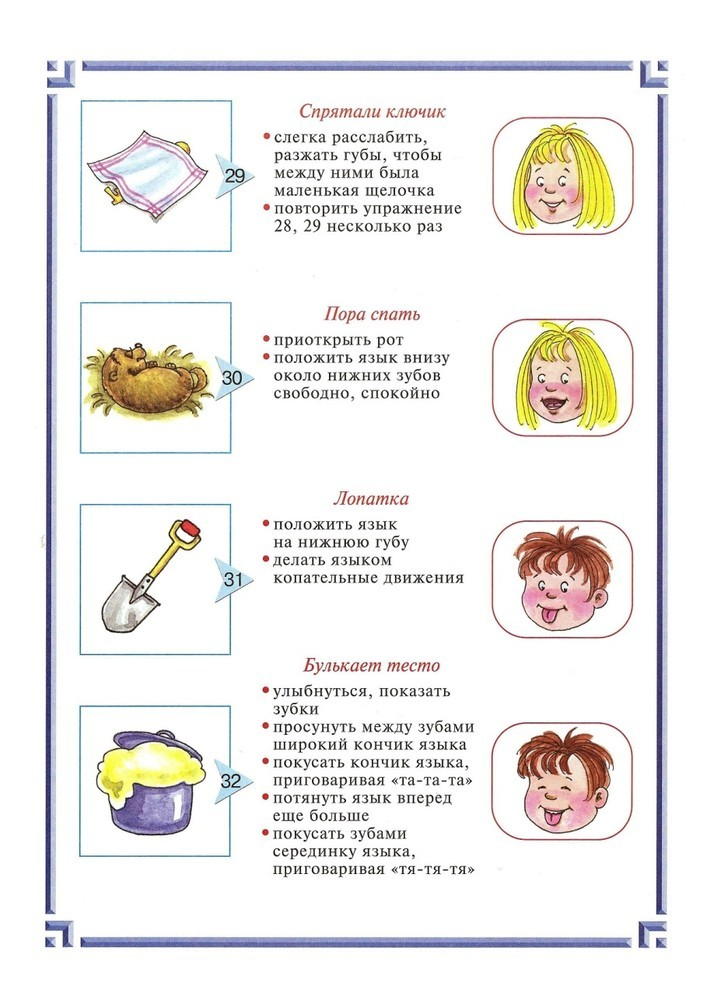 Спрятали ключик
• слегка расслабить,
разжать губы, чтобы
между ними была
маленькая щелочка
• повторить упражнение
28, 29 несколько раз
29
Пора спать
• приоткрыть рот
• положить язык внизу
около нижних зубов
свободно, спокойно
30
Лопатка
• положить язык
на нижнюю губу
• делать языком
копательные движения
31
Булькает тесто
• улыбнуться, показать
зубки
• просунуть между зубами
широкий кончик языка
• покусать кончик языка,
приговаривая «та-та-та»
• потянуть язык вперед
еще больше
• покусать зубами
серединку языка,
приговаривая «тя-тя-тя»
32